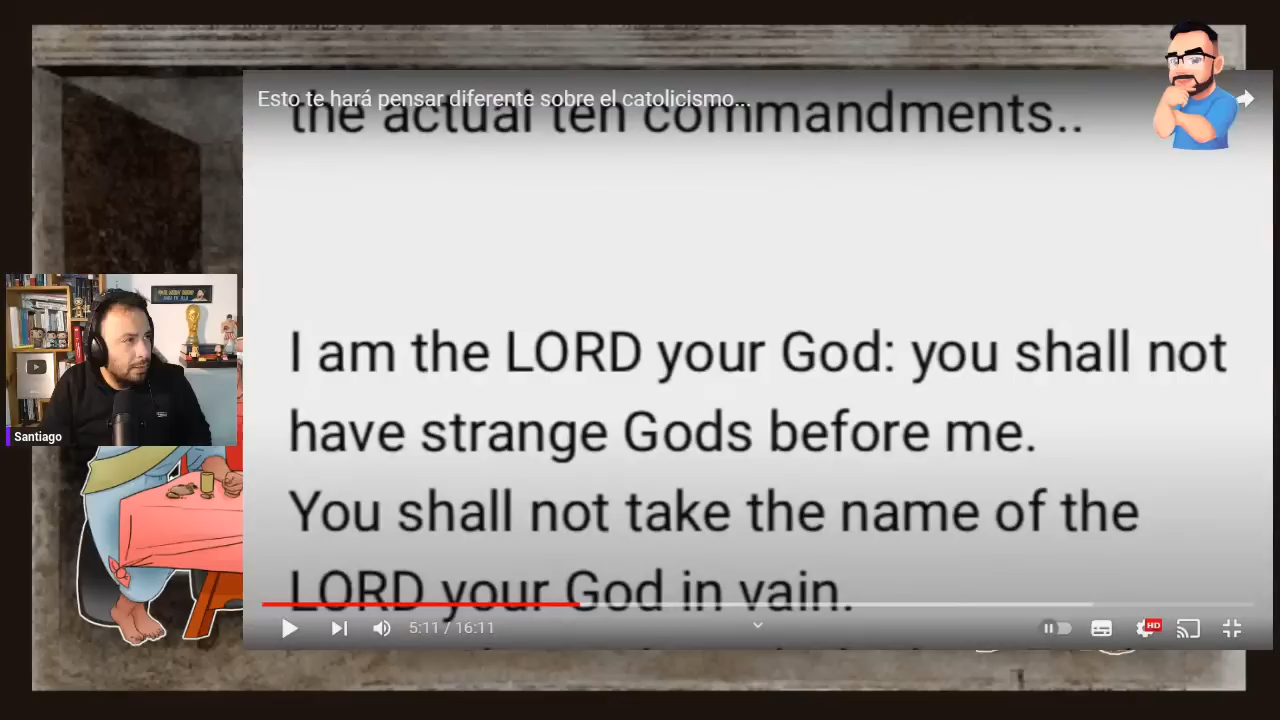 Esto te hará pensar diferente sobre el catolicismo...
the actual ten commandments..
I am the LORD your God: you shall not
have strange Gods before me.
You shall not take the name of the
LORD your God in vain.
5:11 / 16:11
HD
Santiago